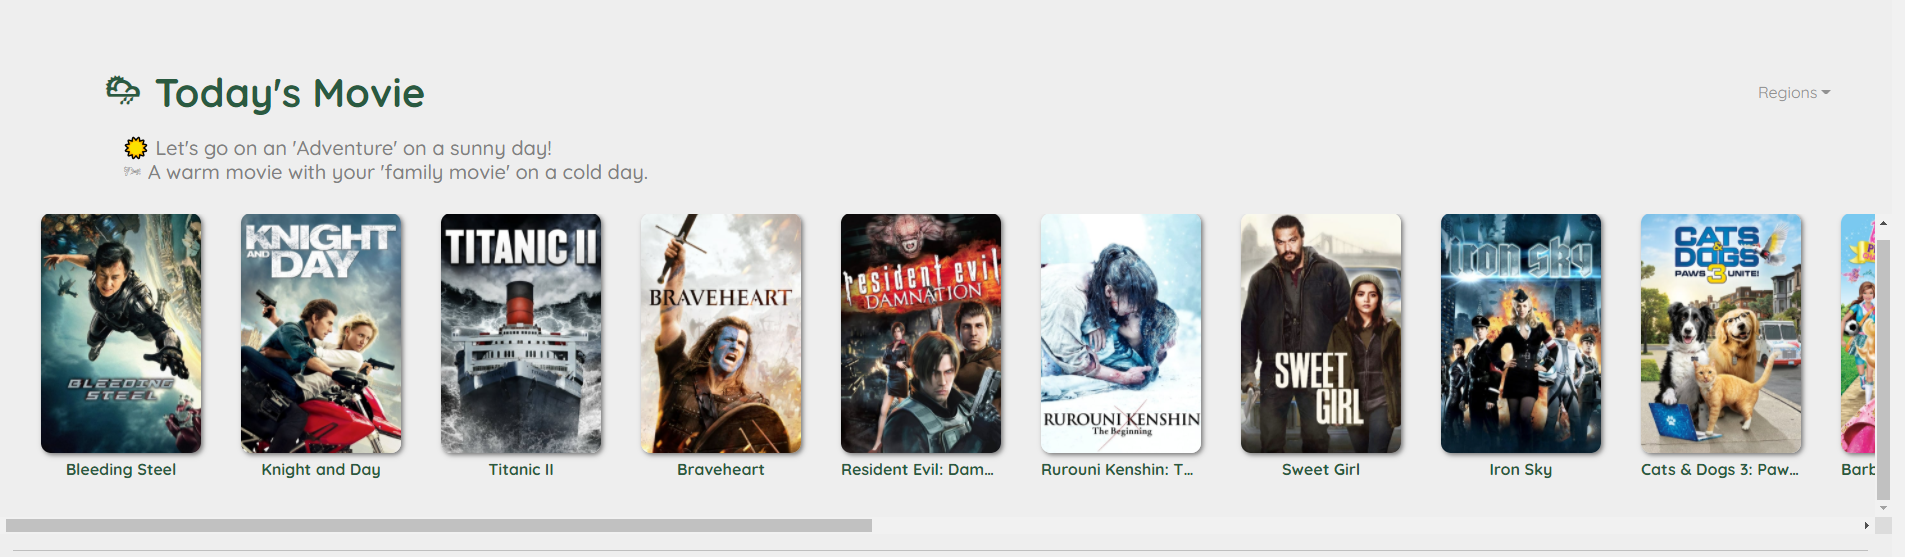 Today's Movie
Regions
Let's go on an 'Adventure' on a sunny day!
A warm movie with your 'family movie' on a cold day.
BLEEDING
STEEL
KNIGHT
AND DAY
TITANIC II
BRAVEHEART
resident evil
DAMNATION
RUROUNI KENSHIN
The Beginning
SWEET
GIRL
iron sky
CATS
&
DOGS
3
PAWS UNITE!
Bleeding Steel
Knight and Day
Titanic II
Braveheart
Resident Evil: Dam...
Rurouni Kenshin: T...
Sweet Girl
Iron Sky
Cats & Dogs 3: Paw...
Barb